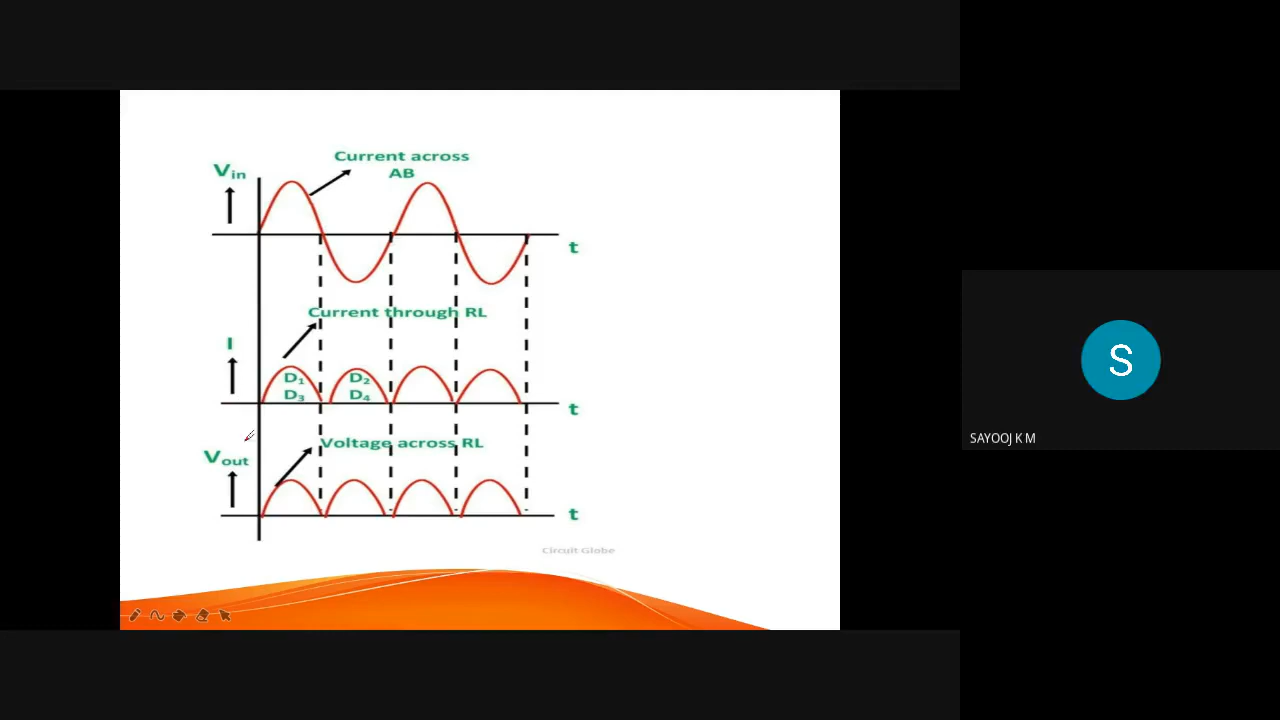 Current across
AB
Vin
t
Current through RL
I
D₁
D₃
D₂
D₄
t
Voltage across RL
Vout
t
Circuit Globe
S
SAYOOJ K M